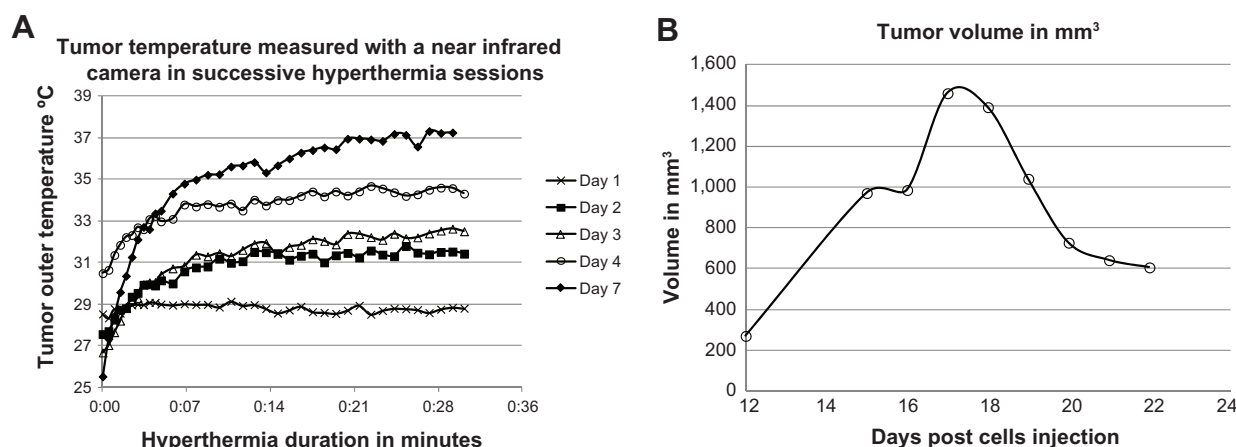 A
Tumor temperature measured with a near infrared
camera in successive hyperthermia sessions
Tumor outer temperature ºC
39
37
35
33
31
29
27
25
0:00 0:07 0:14 0:21 0:28 0:36
Hyperthermia duration in minutes
Day 1
Day 2
Day 3
Day 4
Day 7
B
Tumor volume in mm³
Volume in mm³
1,600
1,400
1,200
1,000
800
600
400
200
0
12 14 16 18 20 22 24
Days post cells injection